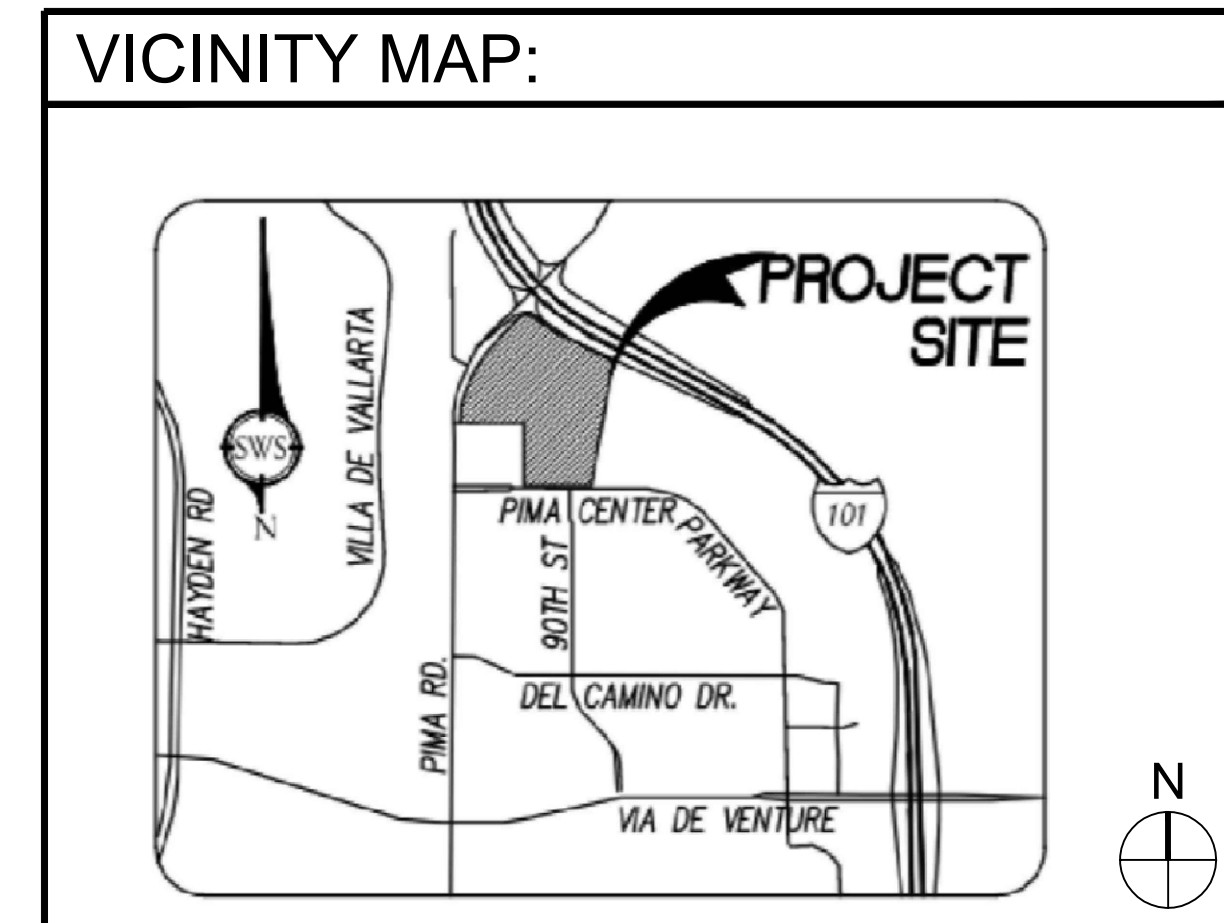 VICINITY MAP:
PROJECT
SITE
SWS
N
HAYDEN RD
VILLA DE VALLARTA
PIMA RD.
PIMA CENTER PARKWAY
90TH ST
101
DEL CAMINO DR.
VIA DE VENTURE
N